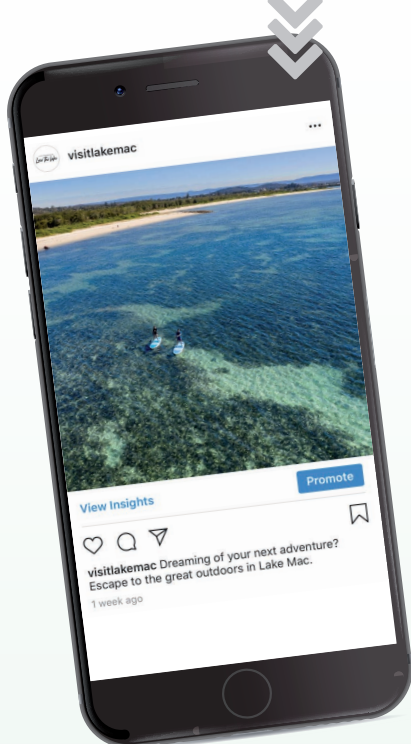 visitlakemac
View Insights
Promote
visitlakemac Dreaming of your next adventure?
Escape to the great outdoors in Lake Mac.
1 week ago